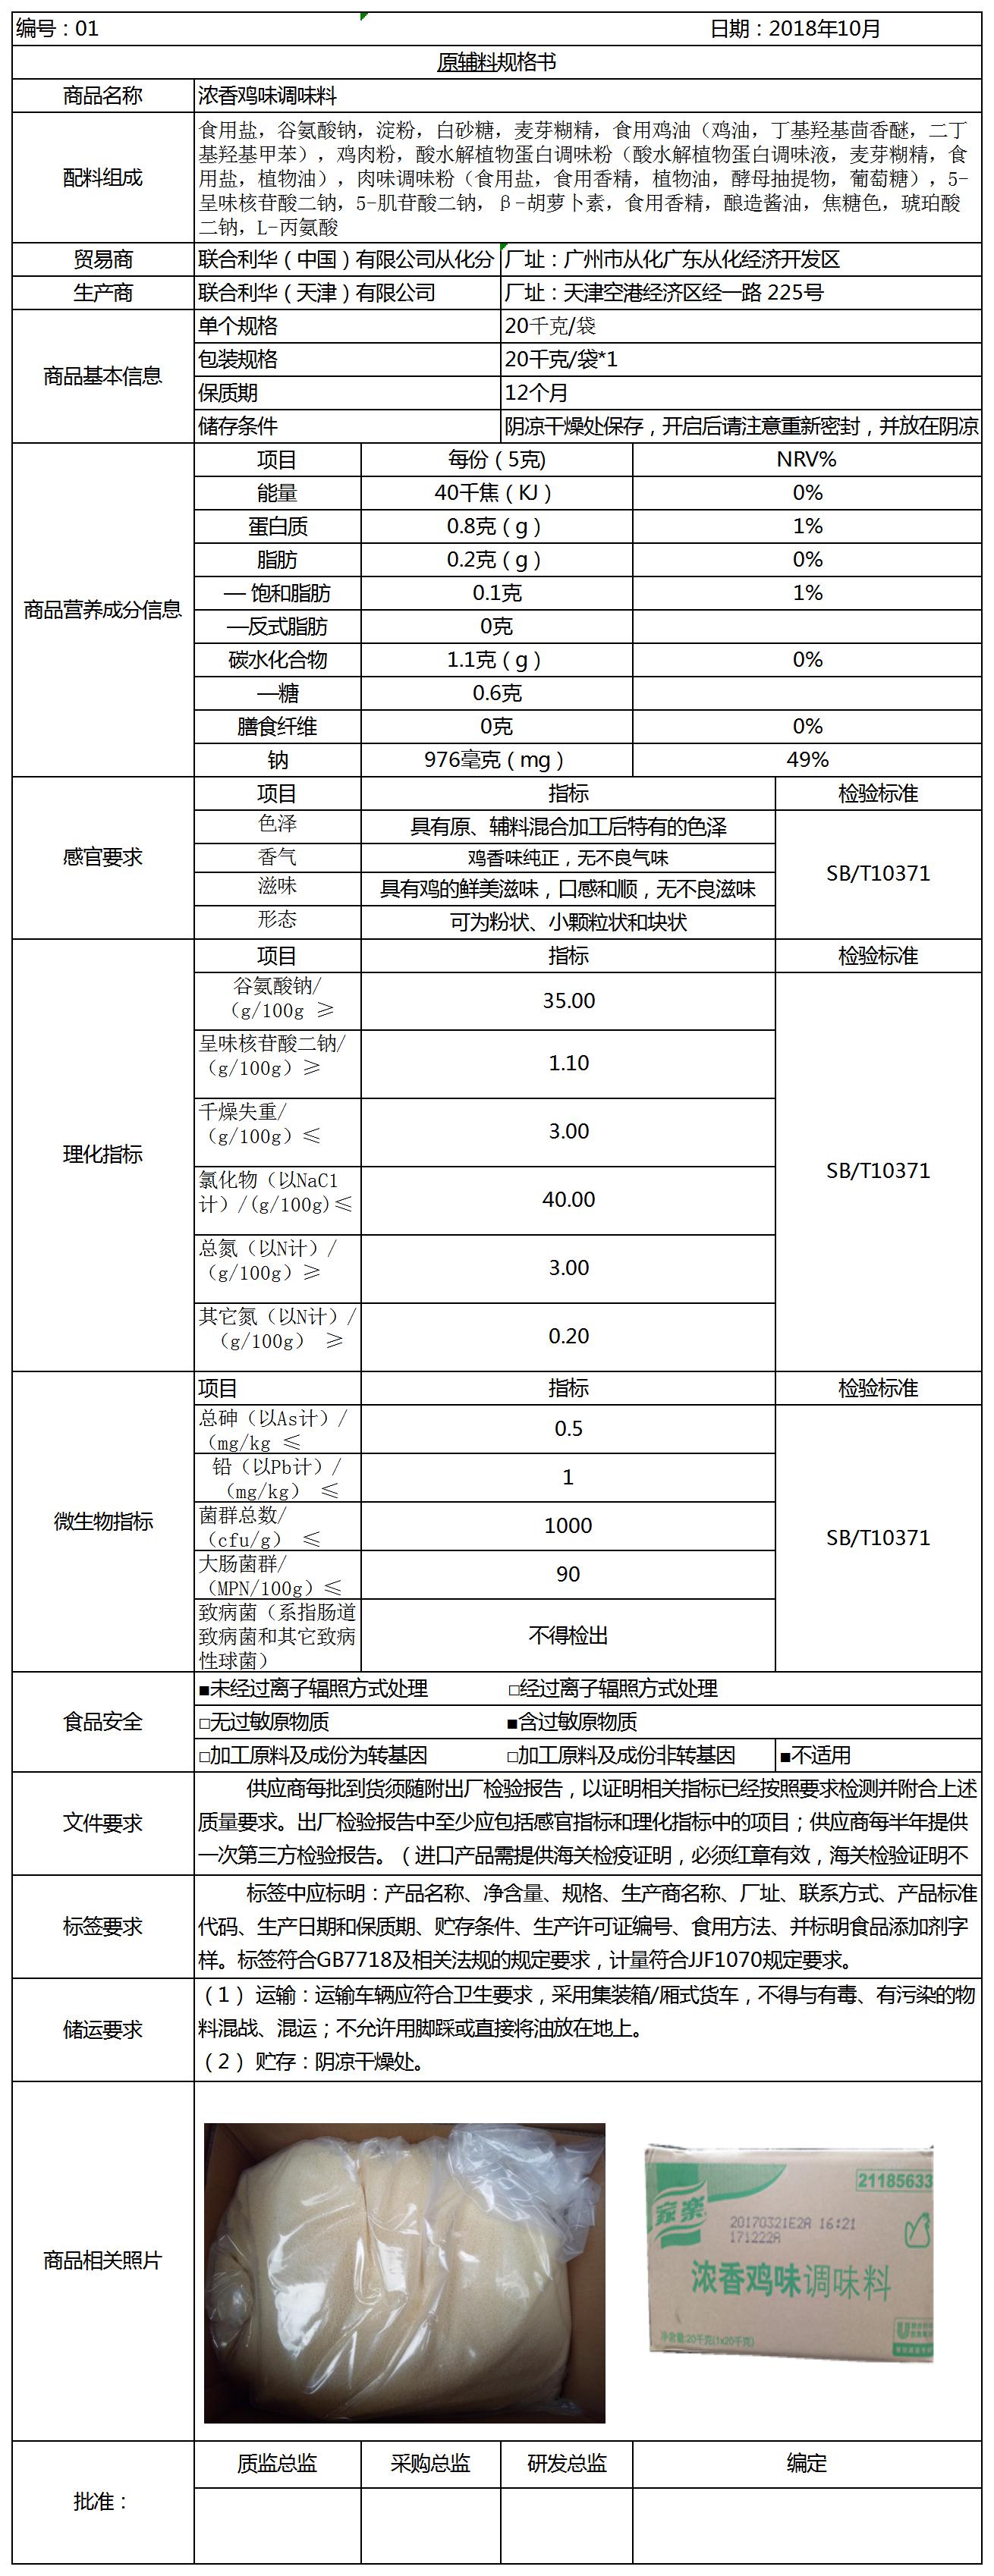 编号：01 日期：2018年10月
原辅料规格书
商品名称 浓香鸡味调味料
配料组成
食用盐，谷氨酸钠，淀粉，白砂糖，麦芽糊精，食用鸡油（鸡油，丁基羟基茴香醚，二丁
基羟基甲苯），鸡肉粉，酸水解植物蛋白调味粉（酸水解植物蛋白调味液，麦芽糊精，食
用盐，植物油），肉味调味粉（食用盐，食用香精，植物油，酵母抽提物，葡萄糖），5-
呈味核苷酸二钠，5-肌苷酸二钠，β-胡萝卜素，食用香精，酿造酱油，焦糖色，琥珀酸
二钠，L-丙氨酸
贸易商 联合利华（中国）有限公司从化分 厂址：广州市从化广东从化经济开发区
生产商 联合利华（天津）有限公司 厂址：天津空港经济区经一路 225号
商品基本信息
单个规格 20千克/袋
包装规格 20千克/袋*1
保质期 12个月
储存条件 阴凉干燥处保存，开启后请注意重新密封，并放在阴凉
商品营养成分信息
项目 每份（5克) NRV%
能量 40千焦（KJ） 0%
蛋白质 0.8克（g） 1%
脂肪 0.2克（g） 0%
— 饱和脂肪 0.1克 1%
—反式脂肪 0克
碳水化合物 1.1克（g） 0%
—糖 0.6克
膳食纤维 0克 0%
钠 976毫克（mg） 49%
感官要求
项目 指标 检验标准
色泽 具有原、辅料混合加工后特有的色泽
香气 鸡香味纯正，无不良气味
SB/T10371
滋味 具有鸡的鲜美滋味，口感和顺，无不良滋味
形态 可为粉状、小颗粒状和块状
理化指标
项目 指标 检验标准
谷氨酸钠/
（g/100g ≥
35.00
呈味核苷酸二钠/
（g/100g）≥
1.10
干燥失重/
（g/100g）≤
3.00
氯化物（以NaC1
计）/(g/100g)≤
40.00
SB/T10371
总氮（以N计）/
（g/100g）≥
3.00
其它氮（以N计）/
（g/100g） ≥
0.20
微生物指标
项目 指标 检验标准
总砷（以As计）/
（mg/kg ≤
0.5
铅（以Pb计）/
（mg/kg） ≤
1
菌群总数/
（cfu/g） ≤
1000
SB/T10371
大肠菌群/
（MPN/100g）≤
90
致病菌（系指肠道
致病菌和其它致病
性球菌）
不得检出
食品安全
■未经过离子辐照方式处理 □经过离子辐照方式处理
□无过敏原物质 ■含过敏原物质
□加工原料及成份为转基因 □加工原料及成份非转基因 ■不适用
文件要求
供应商每批到货须随附出厂检验报告，以证明相关指标已经按照要求检测并附合上述
质量要求。出厂检验报告中至少应包括感官指标和理化指标中的项目；供应商每半年提供
一次第三方检验报告。（进口产品需提供海关检疫证明，必须红章有效，海关检验证明不
标签要求
标签中应标明：产品名称、净含量、规格、生产商名称、厂址、联系方式、产品标准
代码、生产日期和保质期、贮存条件、生产许可证编号、食用方法、并标明食品添加剂字
样。标签符合GB7718及相关法规的规定要求，计量符合JJF1070规定要求。
储运要求
（1） 运输：运输车辆应符合卫生要求，采用集装箱/厢式货车，不得与有毒、有污染的物
料混战、混运；不允许用脚踩或直接将油放在地上。
（2） 贮存：阴凉干燥处。
商品相关照片
21185633
家乐
20170321E2A 16:21
171222A
浓香鸡味调味料
净含量:20千克(1x20千克)
批准：
质监总监 采购总监 研发总监 编定